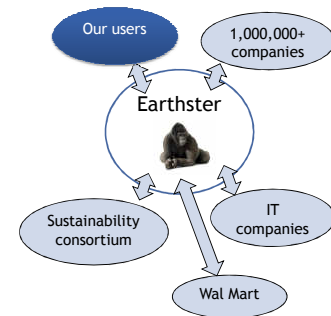 Our users
1,000,000+
companies
Earthster
Sustainability
consortium
IT
companies
Wal Mart